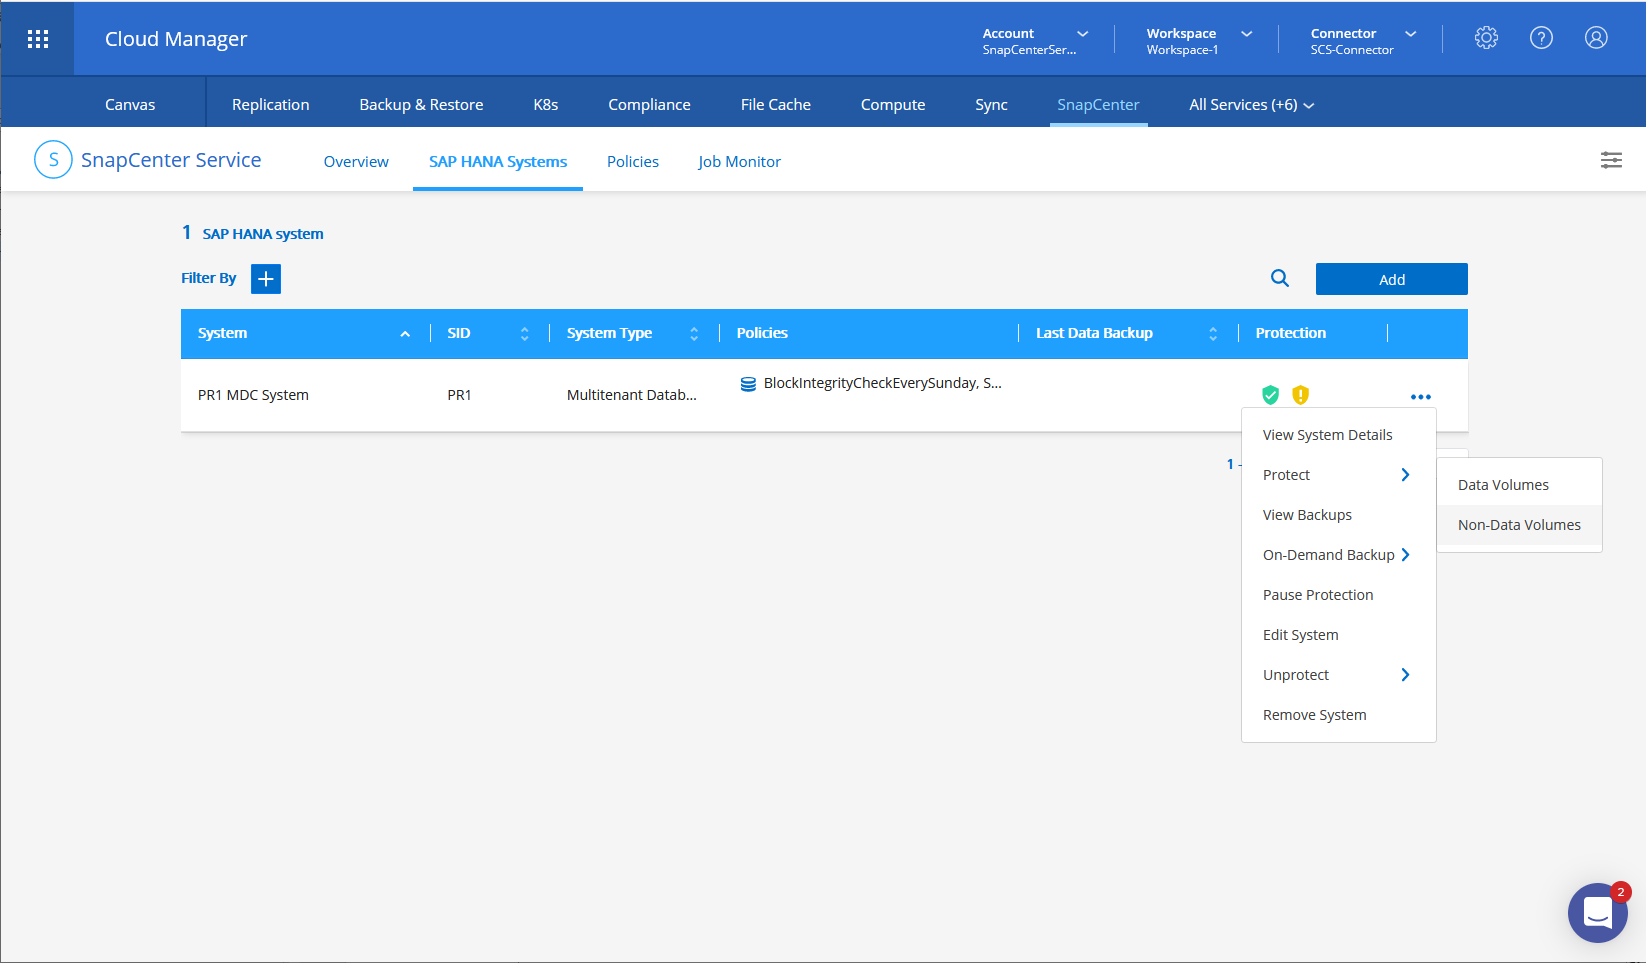 Cloud Manager
Account
SnapCenterSer...
Workspace
Workspace-1
Connector
SCS-Connector
?
Canvas
Replication
Backup & Restore
K8s
Compliance
File Cache
Compute
Sync
SnapCenter
All Services (+6)
S
SnapCenter Service
Overview
SAP HANA Systems
Policies
Job Monitor
1 SAP HANA system
Filter By
+
Add
System
SID
System Type
Policies
Last Data Backup
Protection
PR1 MDC System
PR1
Multitenant Datab...
BlockIntegrityCheckEverySunday, S...
1 -
View System Details
Protect
View Backups
On-Demand Backup
Pause Protection
Edit System
Unprotect
Remove System
Data Volumes
Non-Data Volumes
2